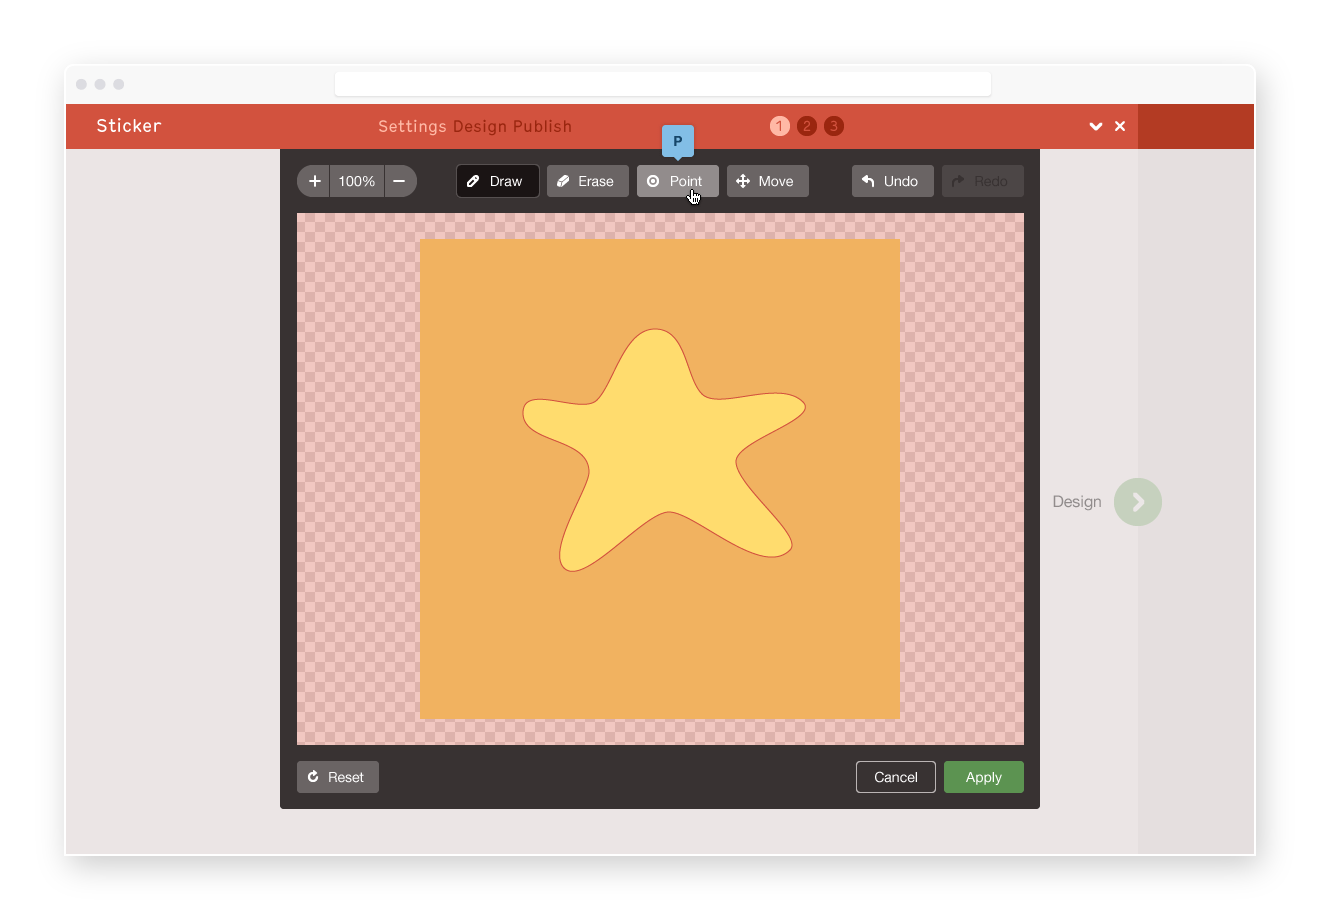 Sticker
Settings Design Publish
1 2 3
P
100%
Draw
Erase
Point
Move
Undo
Redo
Design
Reset
Cancel
Apply